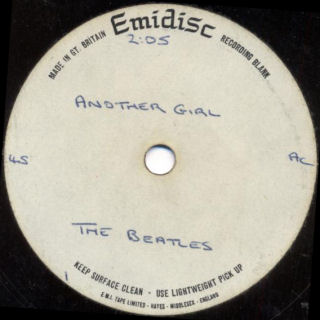 Emidisc
MADE IN GT. BRITAIN
RECORDING BLANK
2:05
ANOTHER GIRL
45
AC
THE BEATLES
KEEP SURFACE CLEAN - USE LIGHTWEIGHT PICK UP
E.M.I. TAPE LIMITED - HAYES - MIDDLESEX - ENGLAND
1